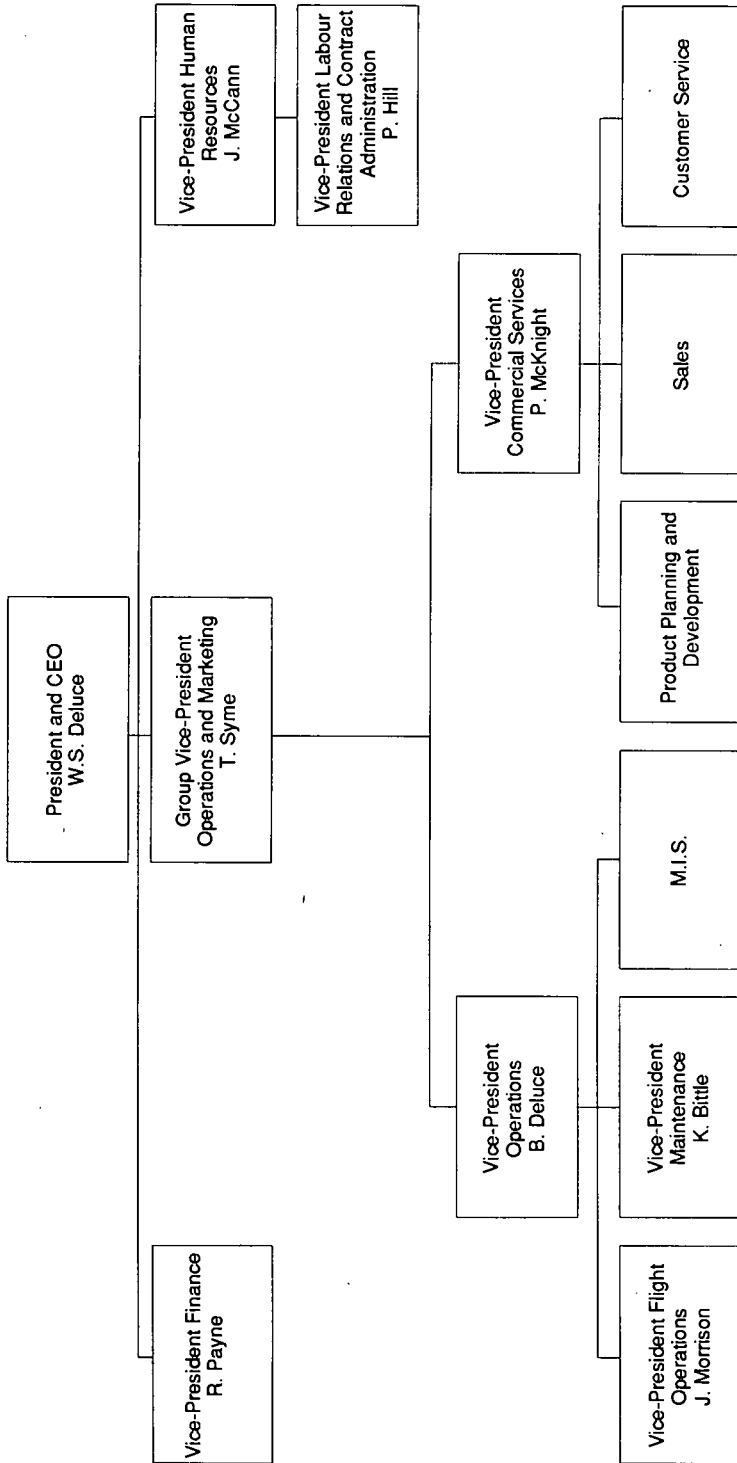 President and CEO
W.S. Deluce
Vice-President Finance
R. Payne
Group Vice-President
Operations and Marketing
T. Syme
Vice-President Human
Resources
J. McCann
Vice-President Labour
Relations and Contract
Administration
P. Hill
Vice-President
Operations
B. Deluce
Vice-President
Commercial Services
P. McKnight
Vice-President Flight
Operations
J. Morrison
Vice-President
Maintenance
K. Bittle
M.I.S.
Product Planning and
Development
Sales
Customer Service